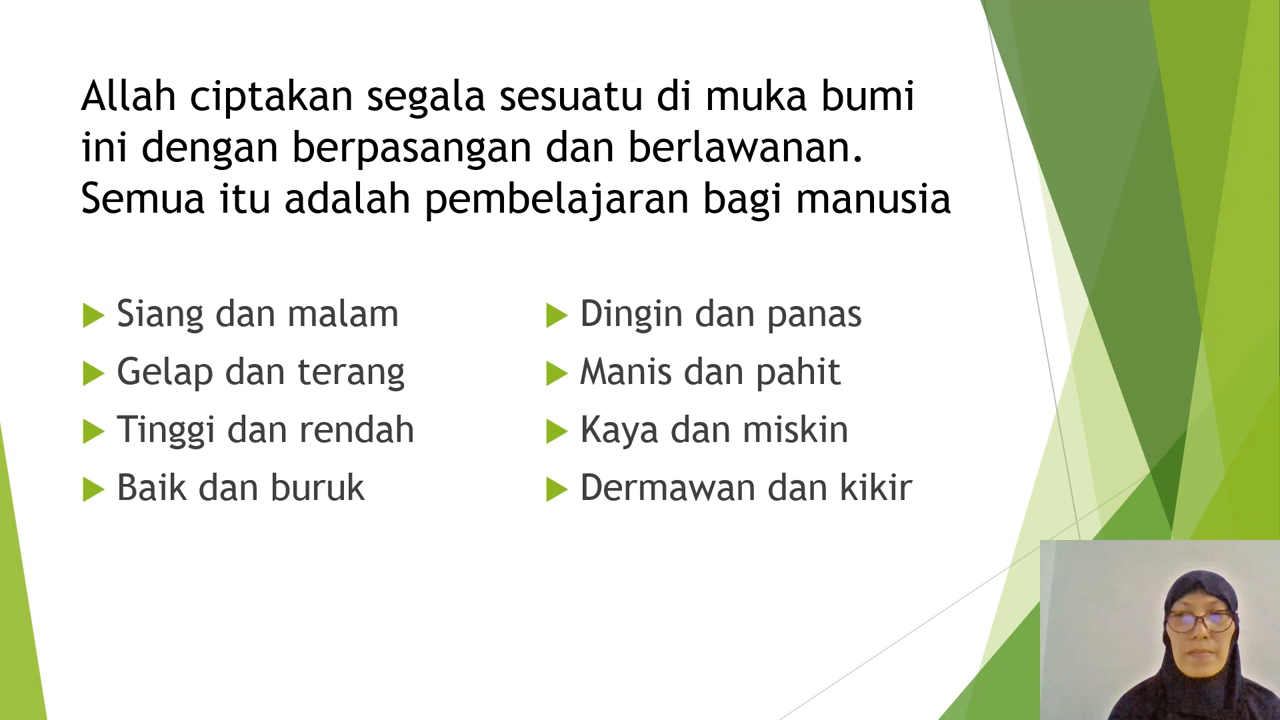 Allah ciptakan segala sesuatu di muka bumi
ini dengan berpasangan dan berlawanan.
Semua itu adalah pembelajaran bagi manusia
Siang dan malam
Gelap dan terang
Tinggi dan rendah
Baik dan buruk
Dingin dan panas
Manis dan pahit
Kaya dan miskin
Dermawan dan kikir